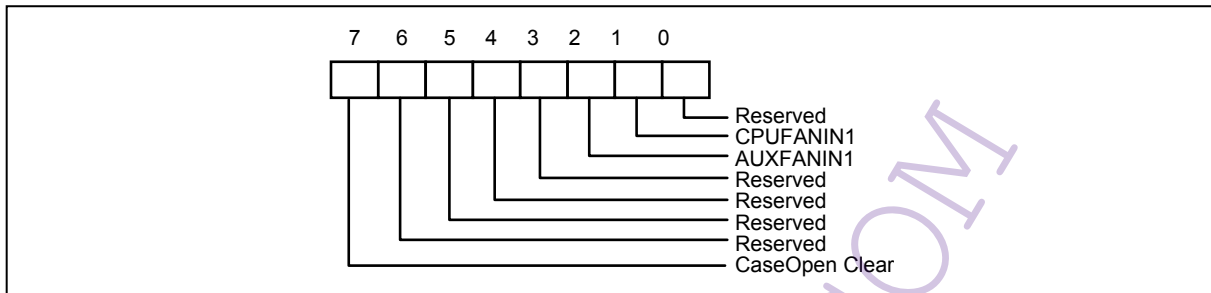 7 6 5 4 3 2 1 0
Reserved
CPUFANIN1
AUXFANIN1
Reserved
Reserved
Reserved
Reserved
CaseOpen Clear